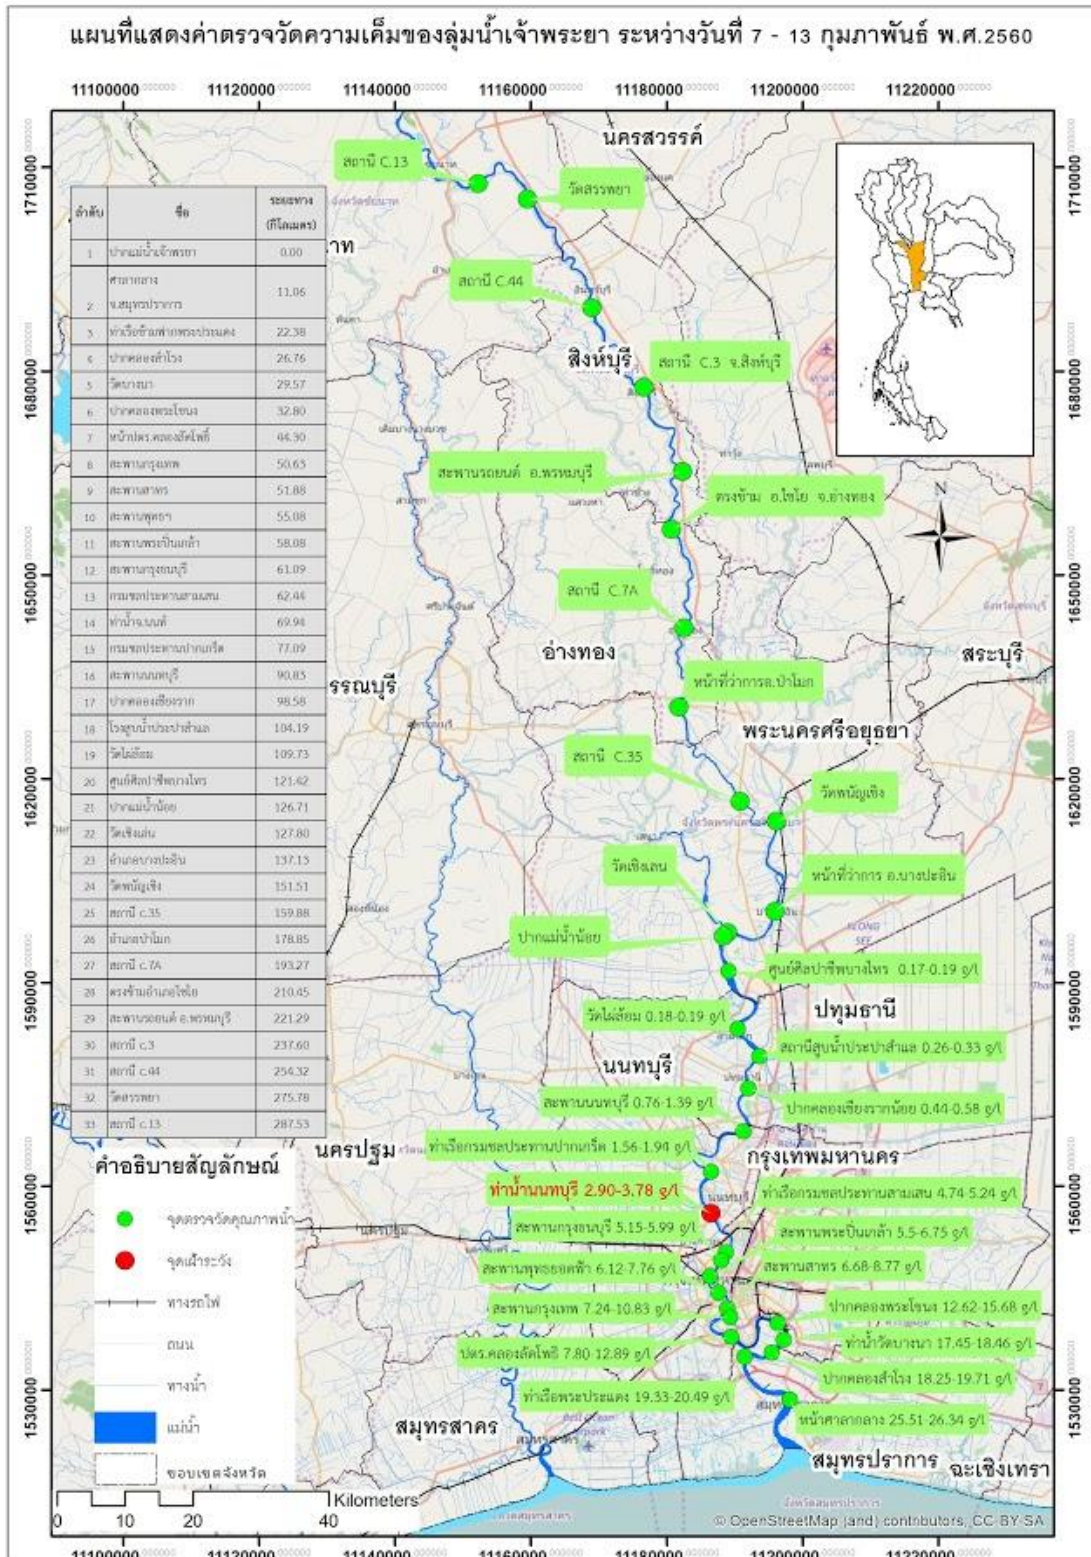 แผนที่แสดงค่าตรวจวัดความเค็มของลุ่มน้ำเจ้าพระยา ระหว่างวันที่ 7 - 13 กุมภาพันธ์ พ.ศ.2560
11100000 11120000 11140000 11160000 11180000 11200000 11220000
1710000
1680000
1650000
1620000
1590000
1560000
1530000
ลำดับ ชื่อ ระยะทาง (กิโลเมตร)
1 ปากแม่น้ำเจ้าพระยา 0.00
2 ศาลากลาง จ.สมุทรปราการ 11.06
3 ท่าเรือข้ามฟากพระประแดง 22.38
4 ปากคลองสำโรง 26.76
5 วัดบางนา 29.57
6 ปากคลองพระโขนง 32.80
7 หน้าปตร.คลองลัดโพธิ์ 44.30
8 สะพานกรุงเทพ 50.63
9 สะพานสาทร 51.88
10 สะพานพุทธฯ 55.08
11 สะพานพระปิ่นเกล้า 58.08
12 สะพานกรุงธนบุรี 61.09
13 กรมชลประทานสามเสน 62.44
14 ท่าน้ำจ.นนท์ 69.94
15 กรมชลประทานปากเกร็ด 77.09
16 สะพานนนทบุรี 90.83
17 ปากคลองเชียงราก 98.58
18 โรงสูบน้ำประปาสำแล 104.19
19 วัดไผ่ล้อม 109.73
20 ศูนย์ศิลปาชีพบางไทร 121.42
21 ปากแม่น้ำน้อย 126.71
22 วัดเชิงเลน 127.80
23 อำเภอบางปะอิน 137.13
24 วัดพนัญเชิง 151.51
25 สถานี c.35 159.88
26 อำเภอป่าโมก 178.85
27 สถานี c.7A 193.27
28 ตรงข้ามอำเภอไชโย 210.45
29 สะพานรถยนต์ อ.พรหมบุรี 221.29
30 สถานี c.3 237.60
31 สถานี c.44 254.32
32 วัดสรรพยา 275.78
33 สถานี c.13 287.53
นครสวรรค์
สถานี C.13
วัดสรรพยา
สถานี C.44
สิงห์บุรี
สถานี C.3 จ.สิงห์บุรี
สะพานรถยนต์ อ.พรหมบุรี
ตรงข้าม อ.ไชโย จ.อ่างทอง
N
สถานี C.7A
อ่างทอง
สระบุรี
รรณบุรี
หน้าที่ว่าการอ.ป่าโมก
พระนครศรีอยุธยา
สถานี C.35
วัดพนัญเชิง
วัดเชิงเลน
หน้าที่ว่าการ อ.บางปะอิน
ปากแม่น้ำน้อย
ศูนย์ศิลปาชีพบางไทร 0.17-0.19 g/l
ปทุมธานี
วัดไผ่ล้อม 0.18-0.19 g/l
สถานีสูบน้ำประปาสำแล 0.26-0.33 g/l
นนทบุรี
สะพานนนทบุรี 0.76-1.39 g/l
ปากคลองเชียงรากน้อย 0.44-0.58 g/l
ท่าเรือกรมชลประทานปากเกร็ด 1.56-1.94 g/l
นครปฐม
กรุงเทพมหานคร
ท่าน้ำนนทบุรี 2.90-3.78 g/l
ท่าเรือกรมชลประทานสามเสน 4.74-5.24 g/l
สะพานกรุงธนบุรี 5.15-5.99 g/l
สะพานพระปิ่นเกล้า 5.5-6.75 g/l
สะพานพุทธยอดฟ้า 6.12-7.76 g/l
สะพานสาทร 6.68-8.77 g/l
สะพานกรุงเทพ 7.24-10.83 g/l
ปากคลองพระโขนง 12.62-15.68 g/l
ปตร.คลองลัดโพธิ 7.80-12.89 g/l
ท่าน้ำวัดบางนา 17.45-18.46 g/l
ปากคลองสำโรง 18.25-19.71 g/l
ท่าเรือพระประแดง 19.33-20.49 g/l
หน้าศาลากลาง 25.51-26.34 g/l
สมุทรสาคร
สมุทรปราการ
ฉะเชิงเทรา
คำอธิบายสัญลักษณ์
จุดตรวจวัดคุณภาพน้ำ
จุดเฝ้าระวัง
ทางรถไฟ
ถนน
ทางน้ำ
แม่น้ำ
ขอบเขตจังหวัด
0 5 10 20 30 40 Kilometers
© OpenStreetMap (and) contributors, CC-BY-SA
11100000 11120000 11140000 11160000 11180000 11200000 11220000